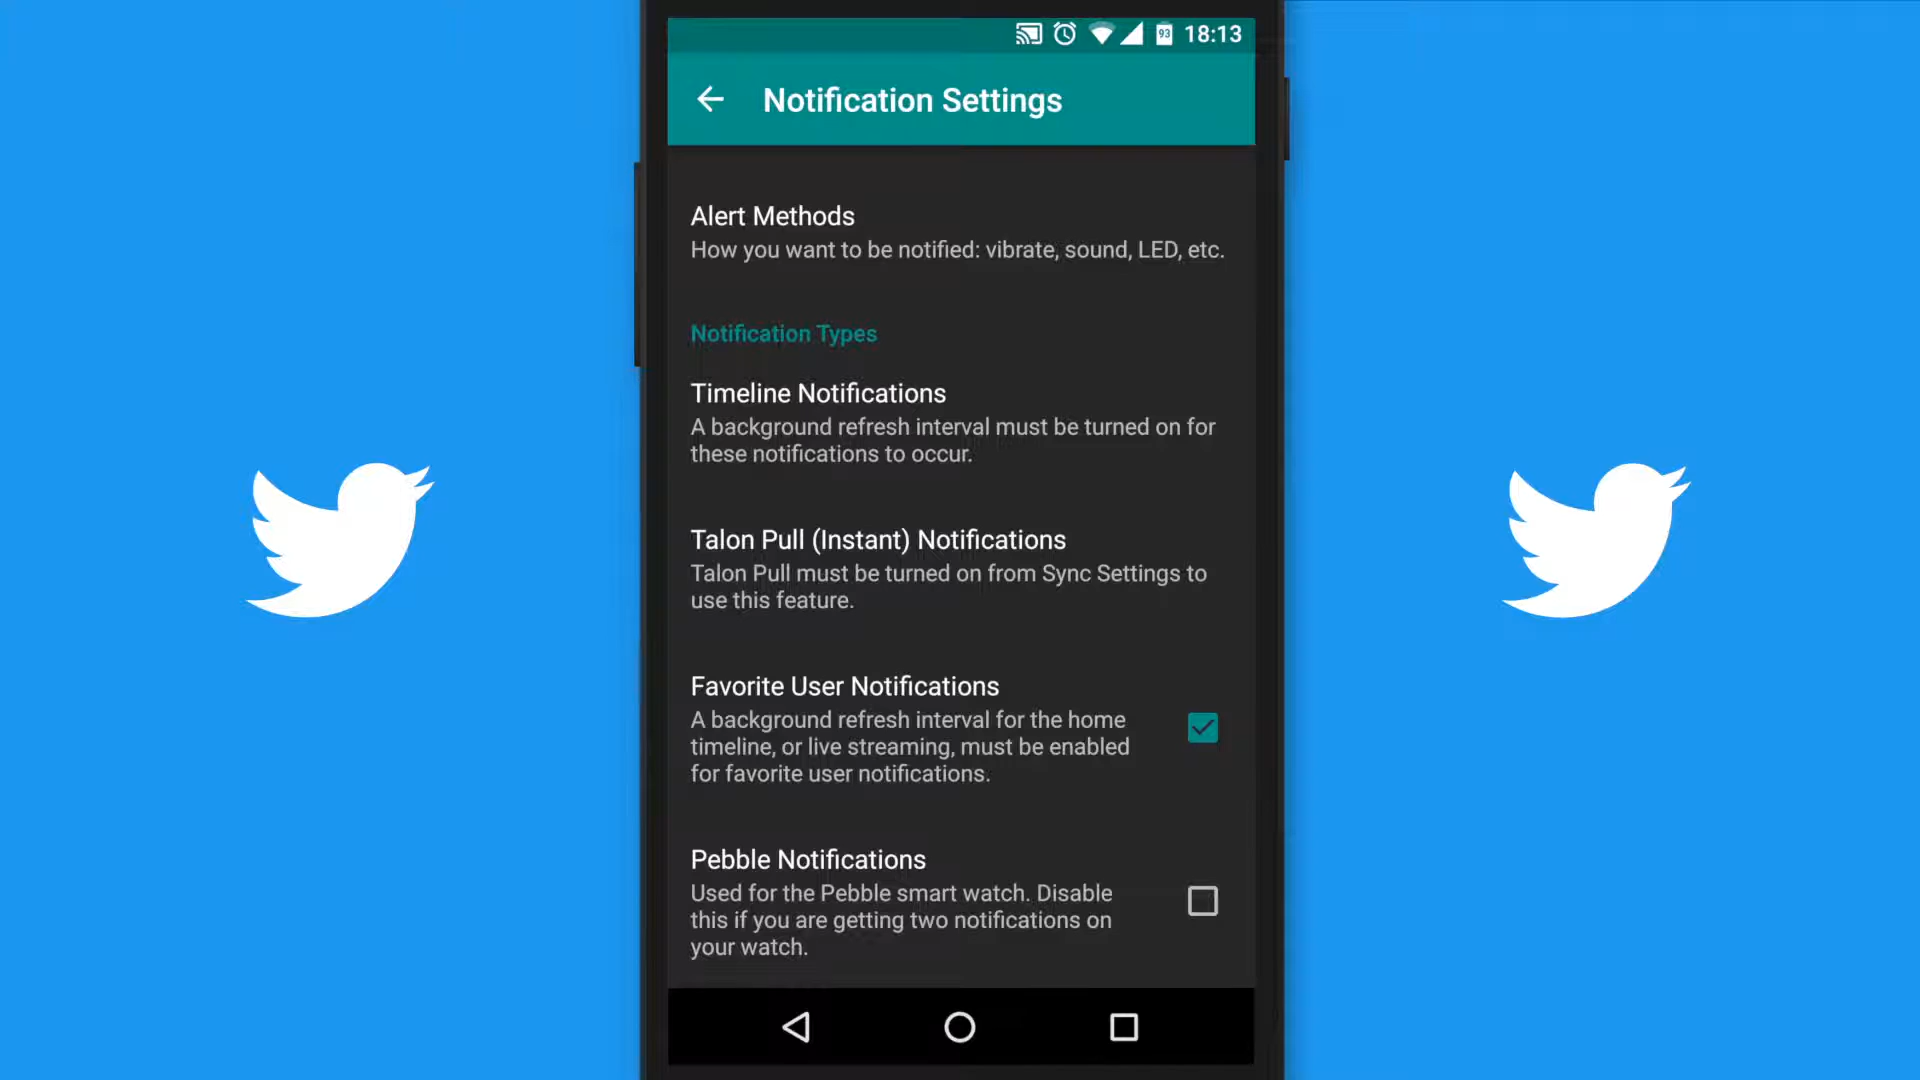 93 18:13
Notification Settings
Alert Methods
How you want to be notified: vibrate, sound, LED, etc.
Notification Types
Timeline Notifications
A background refresh interval must be turned on for
these notifications to occur.
Talon Pull (Instant) Notifications
Talon Pull must be turned on from Sync Settings to
use this feature.
Favorite User Notifications
A background refresh interval for the home
timeline, or live streaming, must be enabled
for favorite user notifications.
Pebble Notifications
Used for the Pebble smart watch. Disable
this if you are getting two notifications on
your watch.